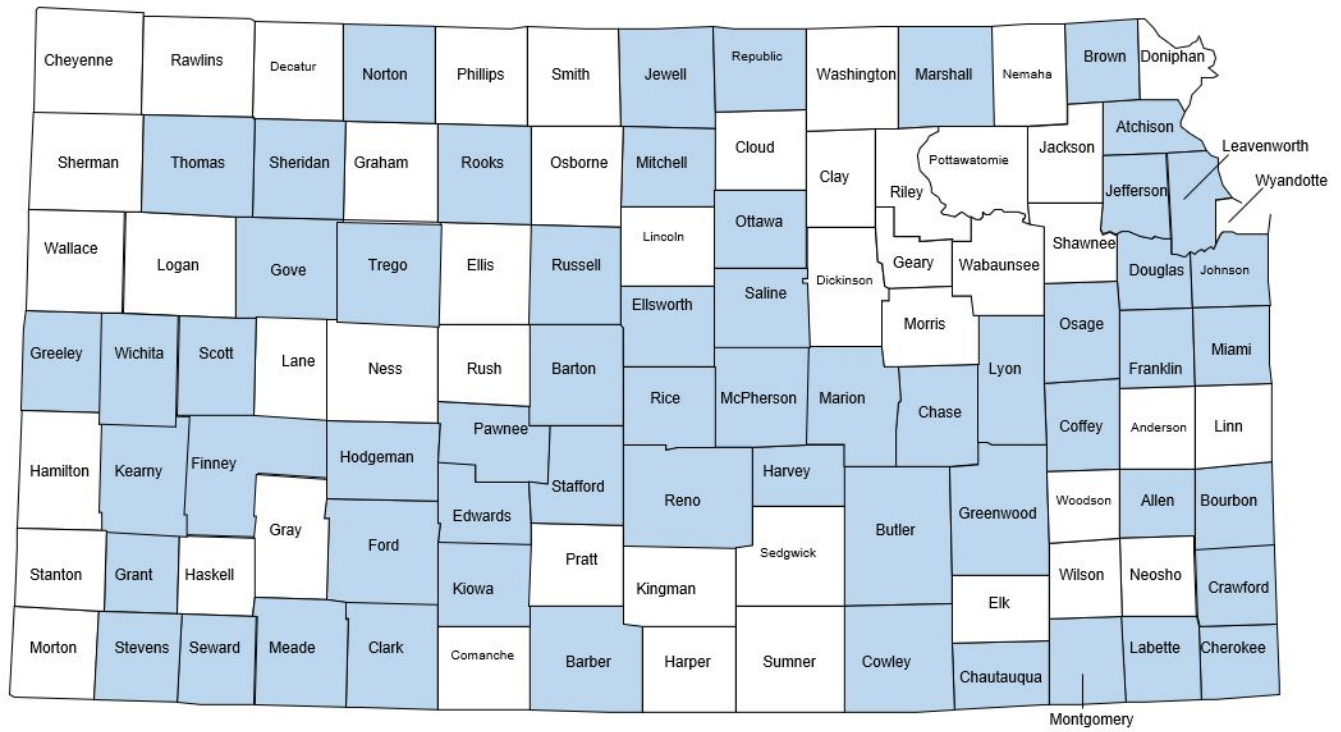 Cheyenne
Rawlins
Decatur
Norton
Phillips
Smith
Jewell
Republic
Washington
Marshall
Nemaha
Brown
Doniphan
Sherman
Thomas
Sheridan
Graham
Rooks
Osborne
Mitchell
Cloud
Clay
Riley
Pottawatomie
Jackson
Atchison
Jefferson
Leavenworth
Wyandotte
Wallace
Logan
Gove
Trego
Ellis
Russell
Lincoln
Ottawa
Saline
Dickinson
Geary
Wabaunsee
Shawnee
Douglas
Johnson
Ellsworth
Morris
Osage
Franklin
Miami
Greeley
Wichita
Scott
Lane
Ness
Rush
Barton
Rice
McPherson
Marion
Chase
Lyon
Coffey
Anderson
Linn
Hamilton
Kearny
Finney
Hodgeman
Pawnee
Stafford
Reno
Harvey
Butler
Greenwood
Woodson
Allen
Bourbon
Gray
Ford
Edwards
Pratt
Sedgwick
Stanton
Grant
Haskell
Kiowa
Kingman
Elk
Wilson
Neosho
Crawford
Morton
Stevens
Seward
Meade
Clark
Comanche
Barber
Harper
Sumner
Cowley
Chautauqua
Labette
Cherokee
Montgomery